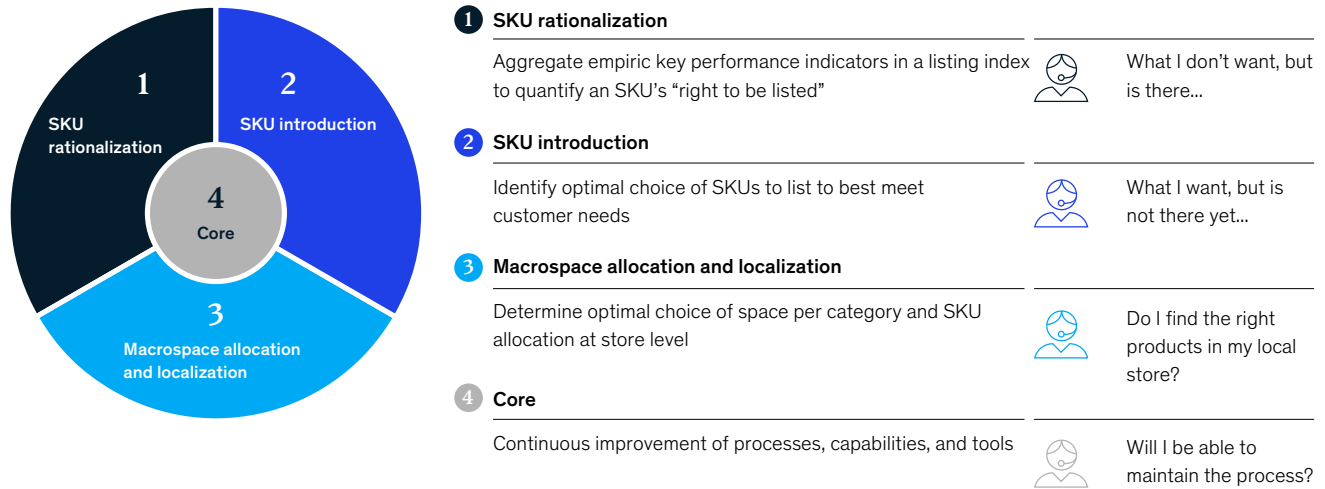 1
SKU
rationalization
2
SKU introduction
4
Core
3
Macrospace allocation
and localization
1 SKU rationalization
Aggregate empiric key performance indicators in a listing index
to quantify an SKU’s “right to be listed”
What I don’t want, but
is there...
2 SKU introduction
Identify optimal choice of SKUs to list to best meet
customer needs
What I want, but is
not there yet...
3 Macrospace allocation and localization
Determine optimal choice of space per category and SKU
allocation at store level
Do I find the right
products in my local
store?
4 Core
Continuous improvement of processes, capabilities, and tools
Will I be able to
maintain the process?